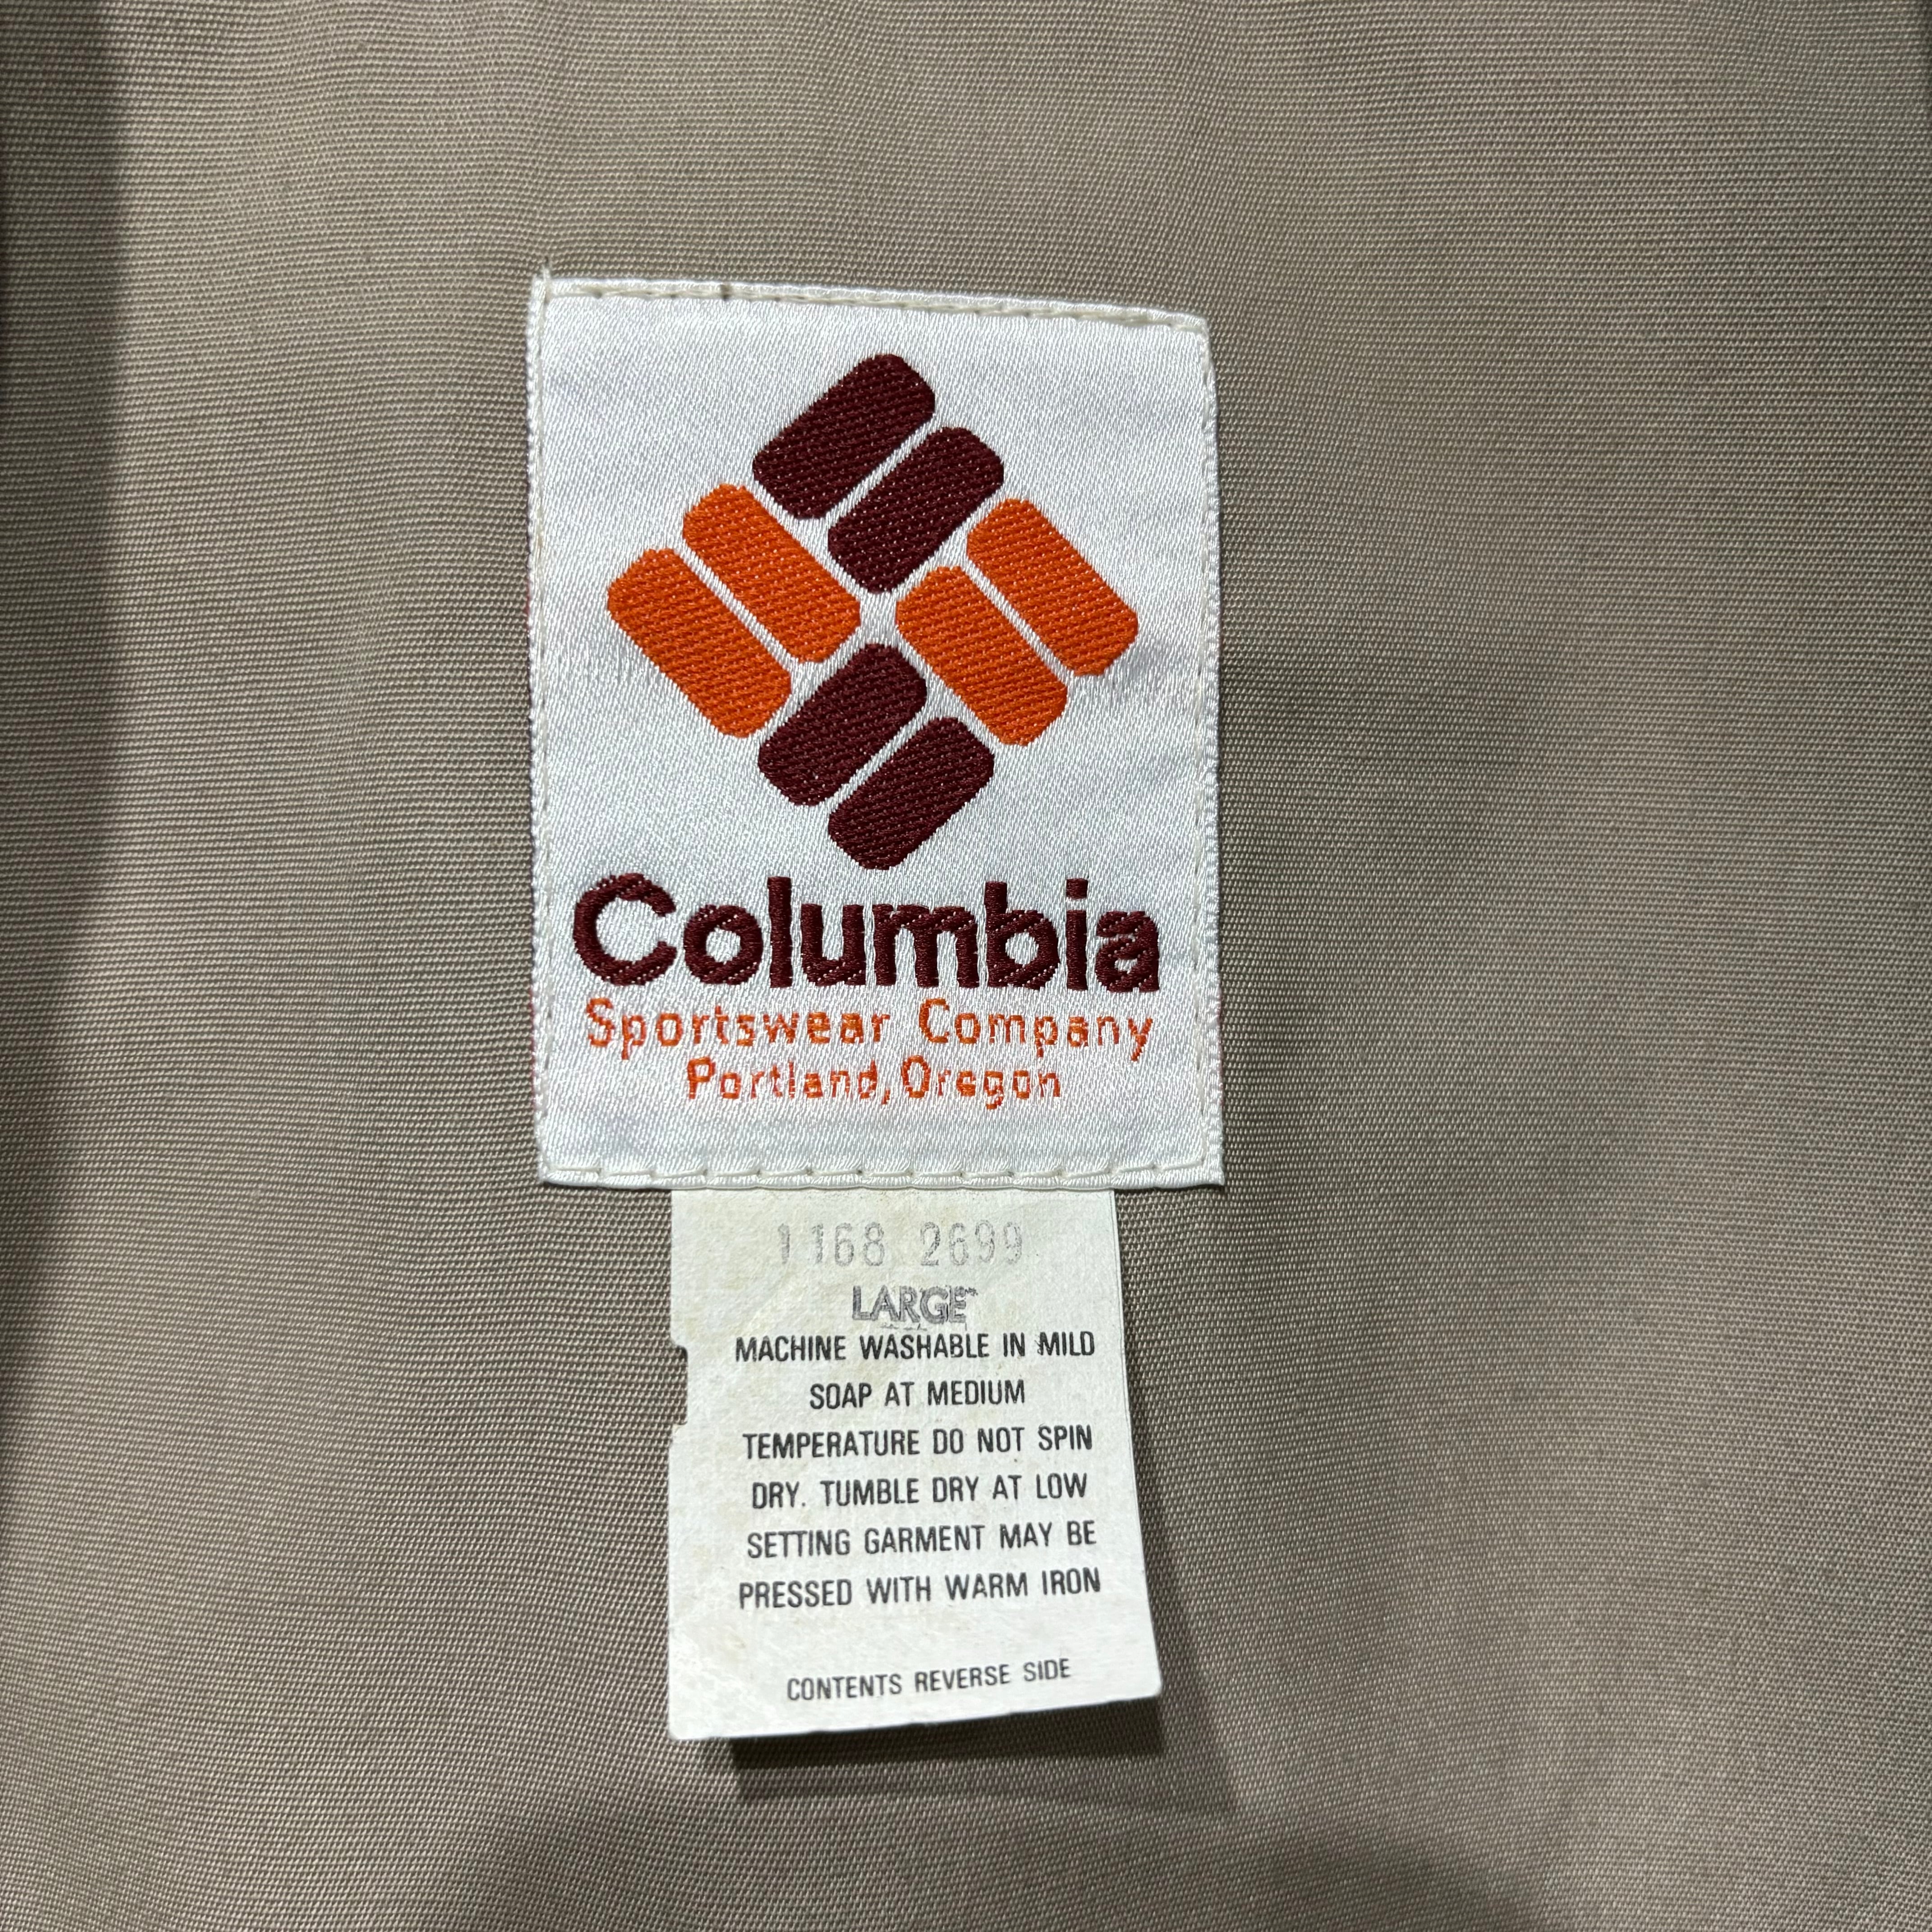 Columbia
Sportswear Company
Portland, Oregon
1168 2699
LARGE
MACHINE WASHABLE IN MILD
SOAP AT MEDIUM
TEMPERATURE DO NOT SPIN
DRY. TUMBLE DRY AT LOW
SETTING GARMENT MAY BE
PRESSED WITH WARM IRON
CONTENTS REVERSE SIDE